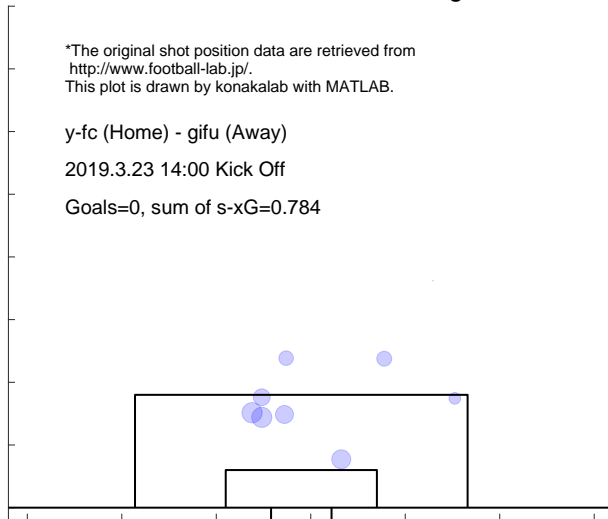 *The original shot position data are retrieved from
http://www.football-lab.jp/.
This plot is drawn by konakalab with MATLAB.
y-fc (Home) - gifu (Away)
2019.3.23 14:00 Kick Off
Goals=0, sum of s-xG=0.784